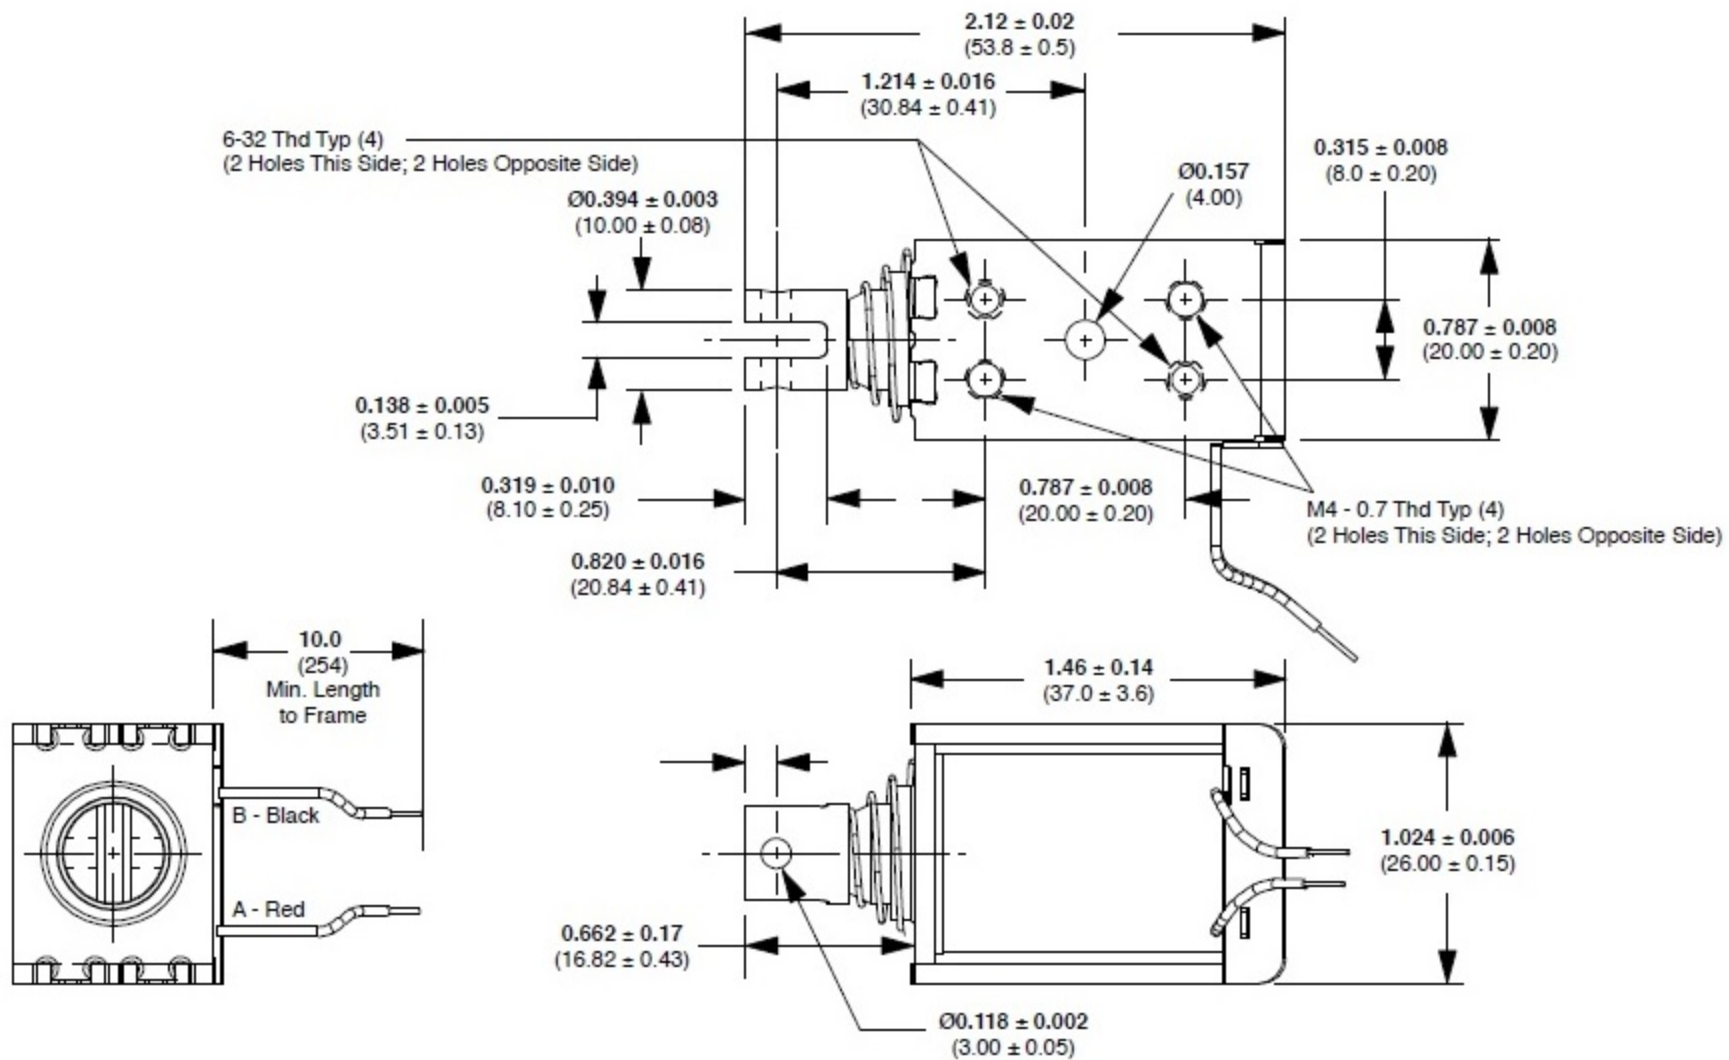 2.12 ± 0.02
(53.8 ± 0.5)
1.214 ± 0.016
(30.84 ± 0.41)
6-32 Thd Typ (4)
(2 Holes This Side; 2 Holes Opposite Side)
0.315 ± 0.008
(8.0 ± 0.20)
Ø0.157
(4.00)
Ø0.394 ± 0.003
(10.00 ± 0.08)
0.787 ± 0.008
(20.00 ± 0.20)
0.138 ± 0.005
(3.51 ± 0.13)
0.319 ± 0.010
(8.10 ± 0.25)
0.787 ± 0.008
(20.00 ± 0.20)
M4 - 0.7 Thd Typ (4)
(2 Holes This Side; 2 Holes Opposite Side)
0.820 ± 0.016
(20.84 ± 0.41)
10.0
(254)
Min. Length
to Frame
B - Black
A - Red
1.46 ± 0.14
(37.0 ± 3.6)
1.024 ± 0.006
(26.00 ± 0.15)
0.662 ± 0.17
(16.82 ± 0.43)
Ø0.118 ± 0.002
(3.00 ± 0.05)